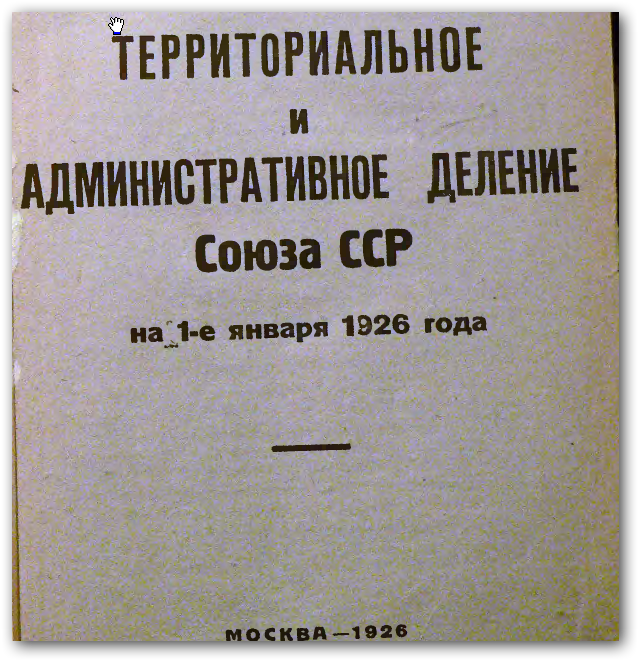 ТЕРРИТОРИАЛЬНОЕ
и
АДМИНИСТРАТИВНОЕ ДЕЛЕНИЕ
Союза ССР
на 1-е января 1926 года
МОСКВА—1926